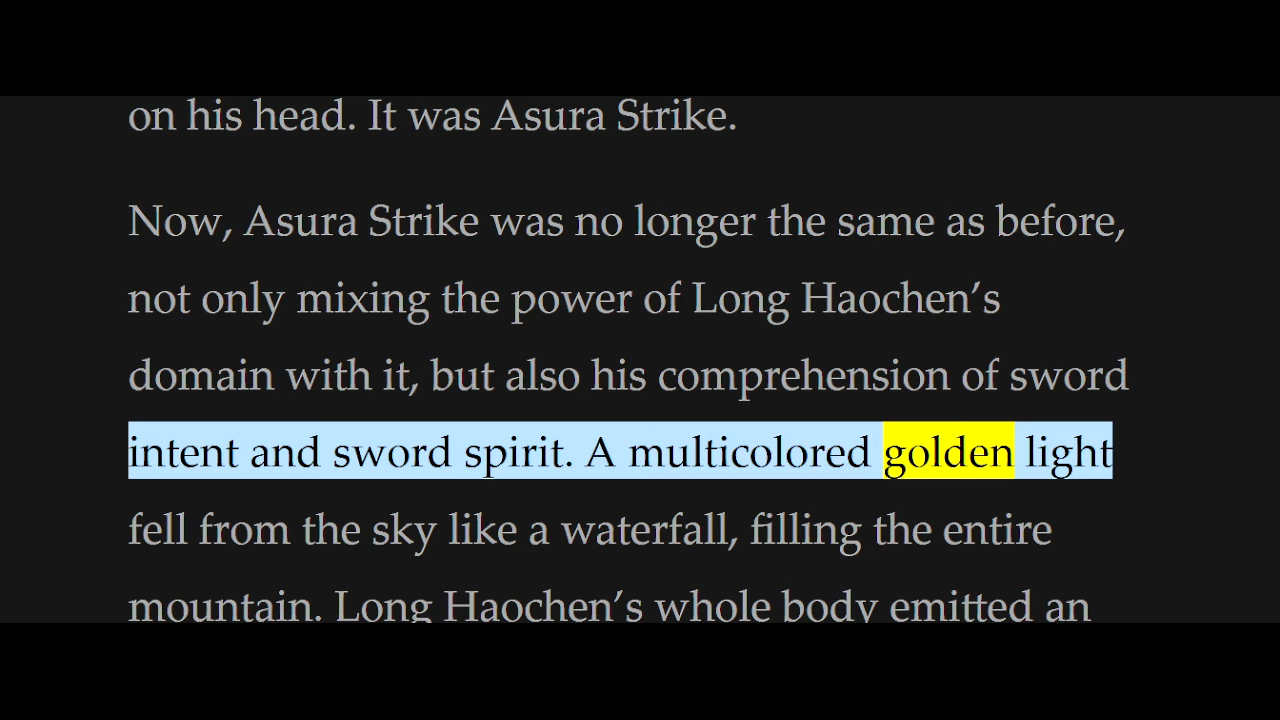 on his head. It was Asura Strike.
Now, Asura Strike was no longer the same as before,
not only mixing the power of Long Haochen’s
domain with it, but also his comprehension of sword
intent and sword spirit. A multicolored golden light
fell from the sky like a waterfall, filling the entire
mountain. Long Haochen’s whole body emitted an